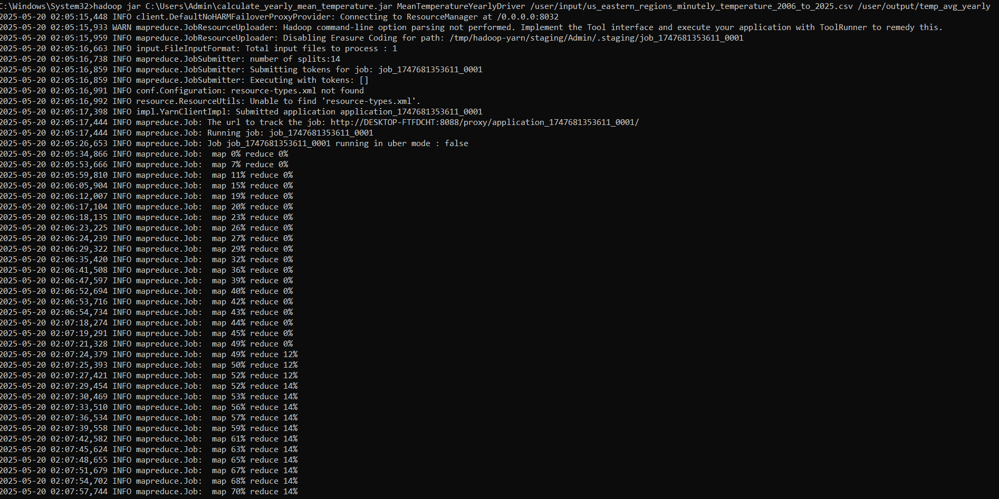 C:\Windows\System32>hadoop jar C:\Users\Admin\calculate_yearly_mean_temperature.jar MeanTemperatureYearlyDriver /user/input/us_eastern_regions_minutely_temperature_2006_to_2025.csv /user/output/temp_avg_yearly
2025-05-20 02:05:15,448 INFO client.DefaultNoHARMFailoverProxyProvider: Connecting to ResourceManager at /0.0.0.0:8032
2025-05-20 02:05:15,933 WARN mapreduce.JobResourceUploader: Hadoop command-line option parsing not performed. Implement the Tool interface and execute your application with ToolRunner to remedy this.
2025-05-20 02:05:15,959 INFO mapreduce.JobResourceUploader: Disabling Erasure Coding for path: /tmp/hadoop-yarn/staging/Admin/.staging/job_1747681353611_0001
2025-05-20 02:05:16,663 INFO input.FileInputFormat: Total input files to process : 1
2025-05-20 02:05:16,738 INFO mapreduce.JobSubmitter: number of splits:14
2025-05-20 02:05:16,859 INFO mapreduce.JobSubmitter: Submitting tokens for job: job_1747681353611_0001
2025-05-20 02:05:16,859 INFO mapreduce.JobSubmitter: Executing with tokens: []
2025-05-20 02:05:16,991 INFO conf.Configuration: resource-types.xml not found
2025-05-20 02:05:16,992 INFO resource.ResourceUtils: Unable to find 'resource-types.xml'.
2025-05-20 02:05:17,398 INFO impl.YarnClientImpl: Submitted application application_1747681353611_0001
2025-05-20 02:05:17,444 INFO mapreduce.Job: The url to track the job: http://DESKTOP-FTFDCHT:8088/proxy/application_1747681353611_0001/
2025-05-20 02:05:17,444 INFO mapreduce.Job: Running job: job_1747681353611_0001
2025-05-20 02:05:26,653 INFO mapreduce.Job: Job job_1747681353611_0001 running in uber mode : false
2025-05-20 02:05:34,866 INFO mapreduce.Job:  map 0% reduce 0%
2025-05-20 02:05:53,666 INFO mapreduce.Job:  map 7% reduce 0%
2025-05-20 02:05:59,810 INFO mapreduce.Job:  map 11% reduce 0%
2025-05-20 02:06:05,904 INFO mapreduce.Job:  map 15% reduce 0%
2025-05-20 02:06:12,007 INFO mapreduce.Job:  map 19% reduce 0%
2025-05-20 02:06:17,104 INFO mapreduce.Job:  map 20% reduce 0%
2025-05-20 02:06:18,135 INFO mapreduce.Job:  map 23% reduce 0%
2025-05-20 02:06:23,225 INFO mapreduce.Job:  map 26% reduce 0%
2025-05-20 02:06:24,239 INFO mapreduce.Job:  map 27% reduce 0%
2025-05-20 02:06:29,322 INFO mapreduce.Job:  map 29% reduce 0%
2025-05-20 02:06:35,420 INFO mapreduce.Job:  map 32% reduce 0%
2025-05-20 02:06:41,508 INFO mapreduce.Job:  map 36% reduce 0%
2025-05-20 02:06:47,597 INFO mapreduce.Job:  map 39% reduce 0%
2025-05-20 02:06:52,694 INFO mapreduce.Job:  map 40% reduce 0%
2025-05-20 02:06:53,716 INFO mapreduce.Job:  map 42% reduce 0%
2025-05-20 02:06:54,734 INFO mapreduce.Job:  map 43% reduce 0%
2025-05-20 02:07:18,274 INFO mapreduce.Job:  map 44% reduce 0%
2025-05-20 02:07:19,291 INFO mapreduce.Job:  map 45% reduce 0%
2025-05-20 02:07:21,328 INFO mapreduce.Job:  map 49% reduce 0%
2025-05-20 02:07:24,379 INFO mapreduce.Job:  map 49% reduce 12%
2025-05-20 02:07:25,393 INFO mapreduce.Job:  map 50% reduce 12%
2025-05-20 02:07:27,421 INFO mapreduce.Job:  map 52% reduce 12%
2025-05-20 02:07:29,454 INFO mapreduce.Job:  map 52% reduce 14%
2025-05-20 02:07:30,469 INFO mapreduce.Job:  map 53% reduce 14%
2025-05-20 02:07:33,510 INFO mapreduce.Job:  map 56% reduce 14%
2025-05-20 02:07:36,534 INFO mapreduce.Job:  map 57% reduce 14%
2025-05-20 02:07:39,558 INFO mapreduce.Job:  map 59% reduce 14%
2025-05-20 02:07:42,582 INFO mapreduce.Job:  map 61% reduce 14%
2025-05-20 02:07:45,624 INFO mapreduce.Job:  map 63% reduce 14%
2025-05-20 02:07:48,655 INFO mapreduce.Job:  map 65% reduce 14%
2025-05-20 02:07:51,679 INFO mapreduce.Job:  map 67% reduce 14%
2025-05-20 02:07:54,702 INFO mapreduce.Job:  map 68% reduce 14%
2025-05-20 02:07:57,744 INFO mapreduce.Job:  map 70% reduce 14%